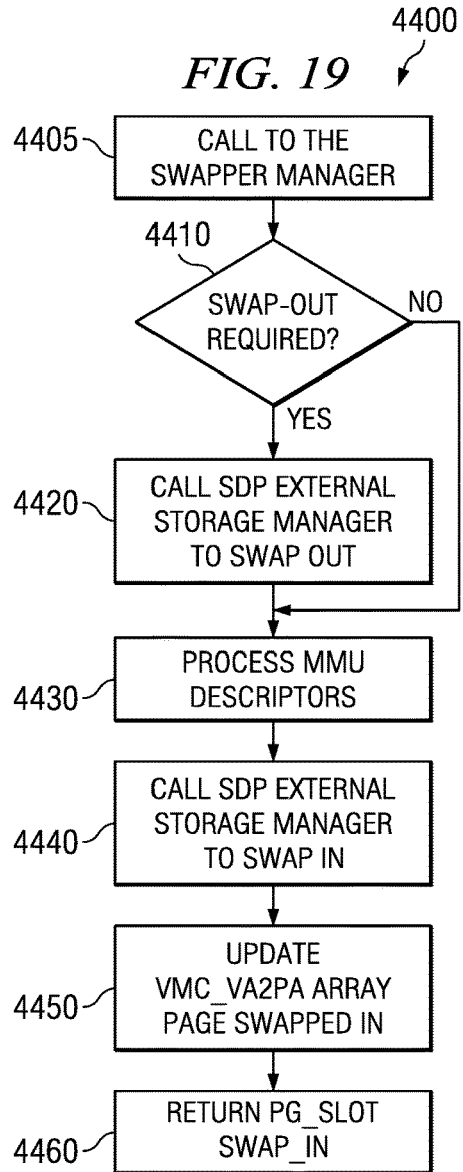 4400
FIG. 19
4405
CALL TO THE
SWAPPER MANAGER
4410
SWAP-OUT
REQUIRED?
NO
YES
4420
CALL SDP EXTERNAL
STORAGE MANAGER
TO SWAP OUT
4430
PROCESS MMU
DESCRIPTORS
4440
CALL SDP EXTERNAL
STORAGE MANAGER
TO SWAP IN
4450
UPDATE
VMC_VA2PA ARRAY
PAGE SWAPPED IN
4460
RETURN PG_SLOT
SWAP_IN